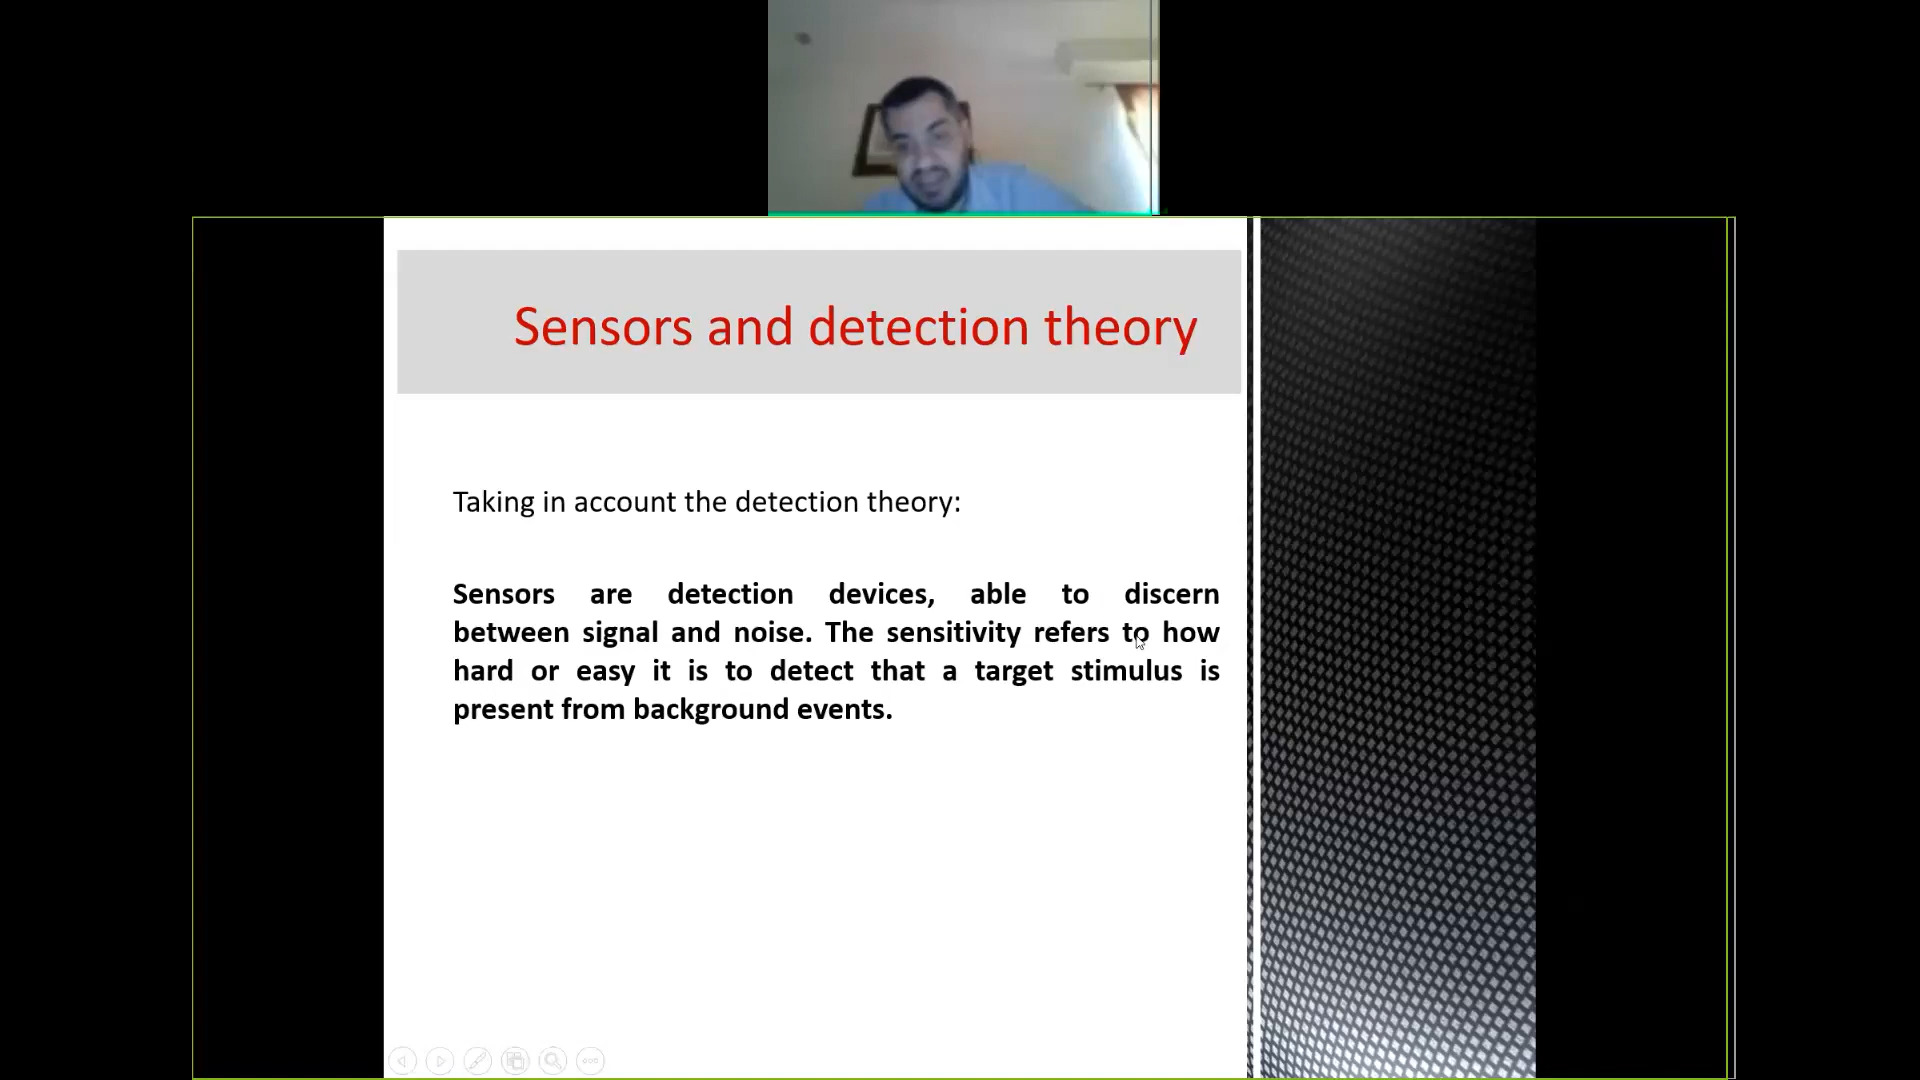 Sensors and detection theory
Taking in account the detection theory:
Sensors are detection devices, able to discern
between signal and noise. The sensitivity refers to how
hard or easy it is to detect that a target stimulus is
present from background events.